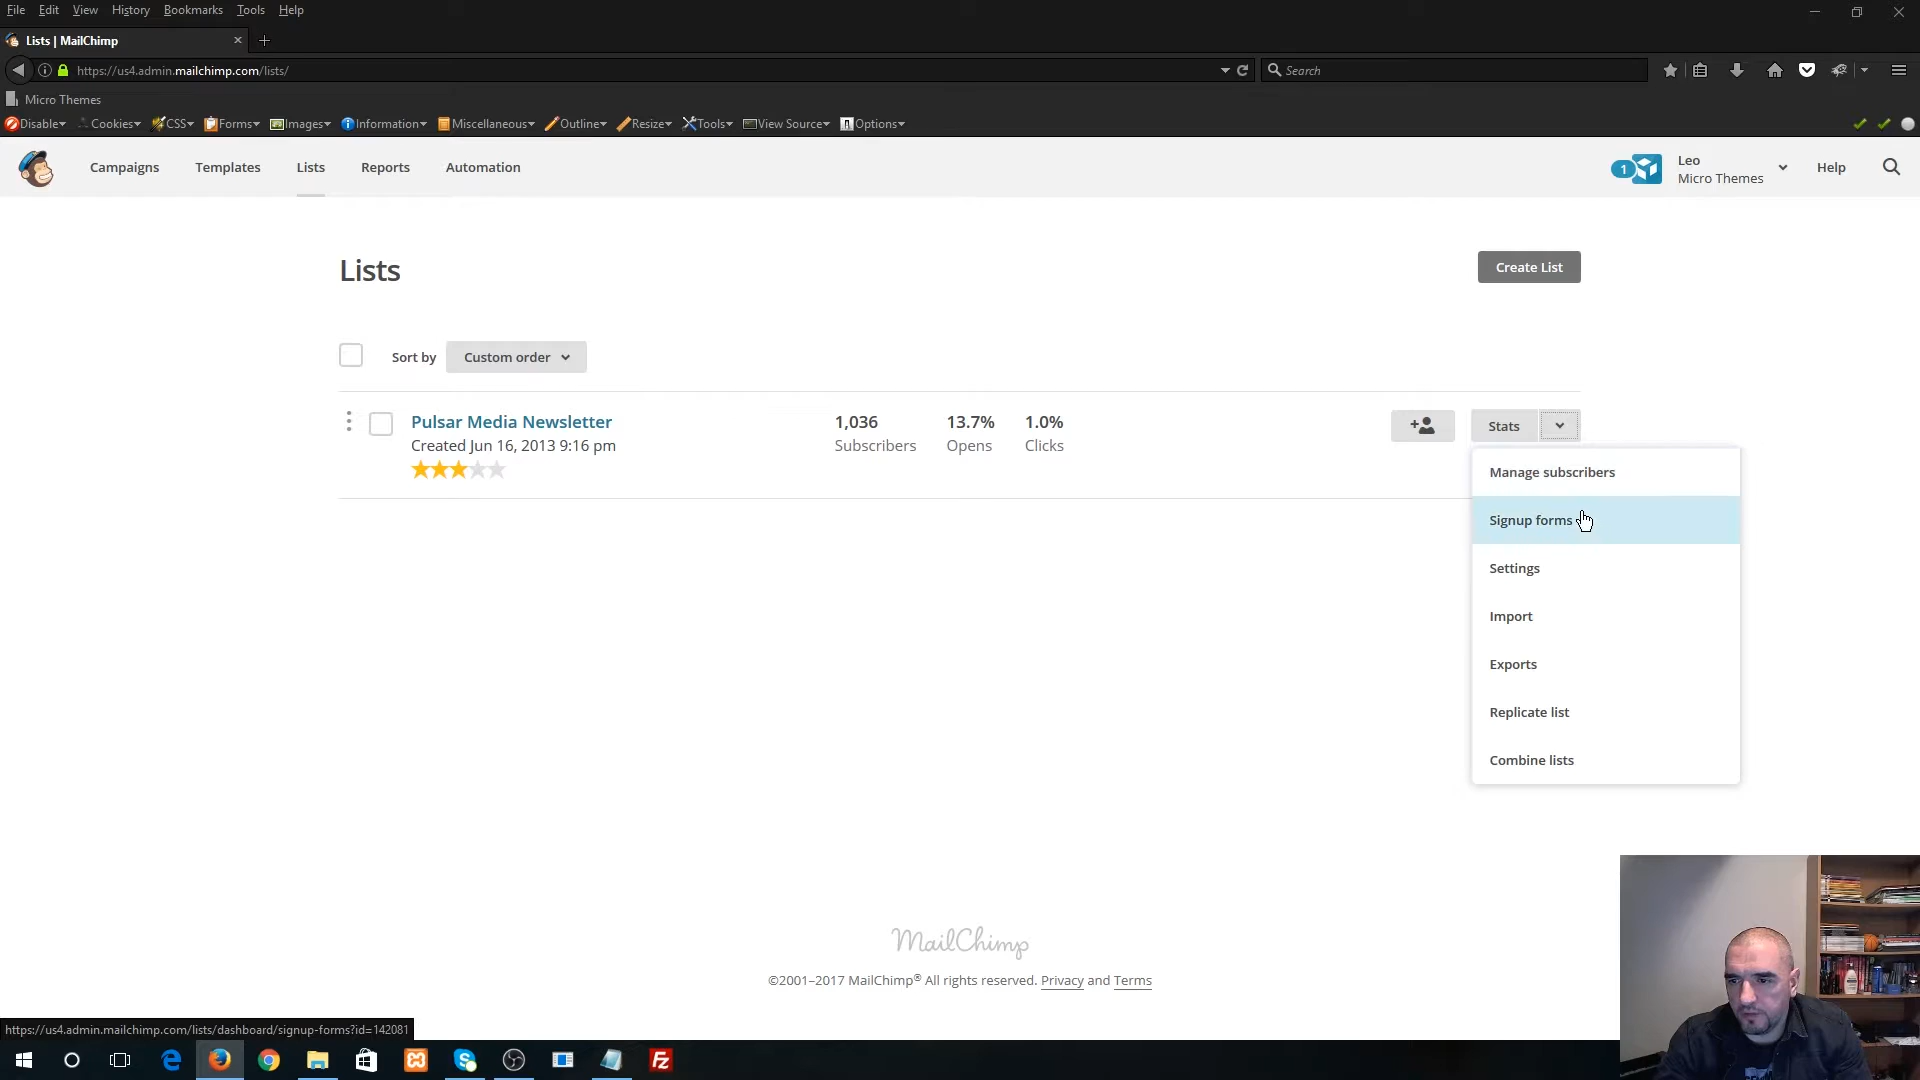 File Edit View History Bookmarks Tools Help
Lists | MailChimp
https://us4.admin.mailchimp.com/lists/
Search
Micro Themes
Disable Cookies CSS Forms Images Information Miscellaneous Outline Resize Tools View Source Options
Campaigns Templates Lists Reports Automation
1
Leo
Micro Themes
Help
Lists
Create List
Sort by Custom order
Pulsar Media Newsletter
Created Jun 16, 2013 9:16 pm
1,036
Subscribers
13.7%
Opens
1.0%
Clicks
Stats
Manage subscribers
Signup forms
Settings
Import
Exports
Replicate list
Combine lists
MailChimp
©2001–2017 MailChimp® All rights reserved. Privacy and Terms
https://us4.admin.mailchimp.com/lists/dashboard/signup-forms?id=142081